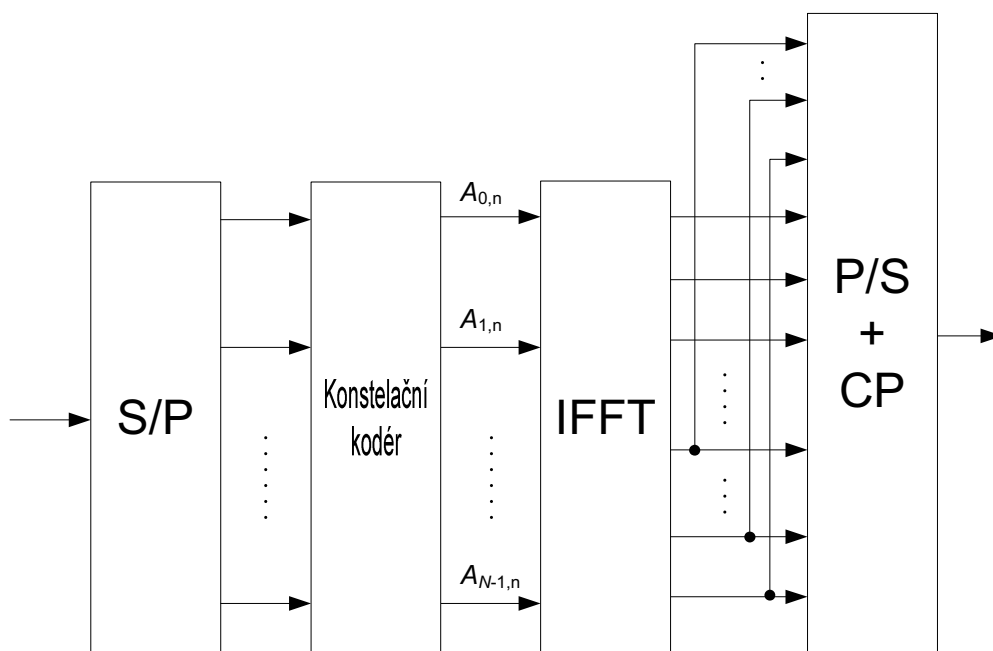 S/P
Konstelační
kodér
A0,n
A1,n
AN-1,n
IFFT
P/S
+
CP